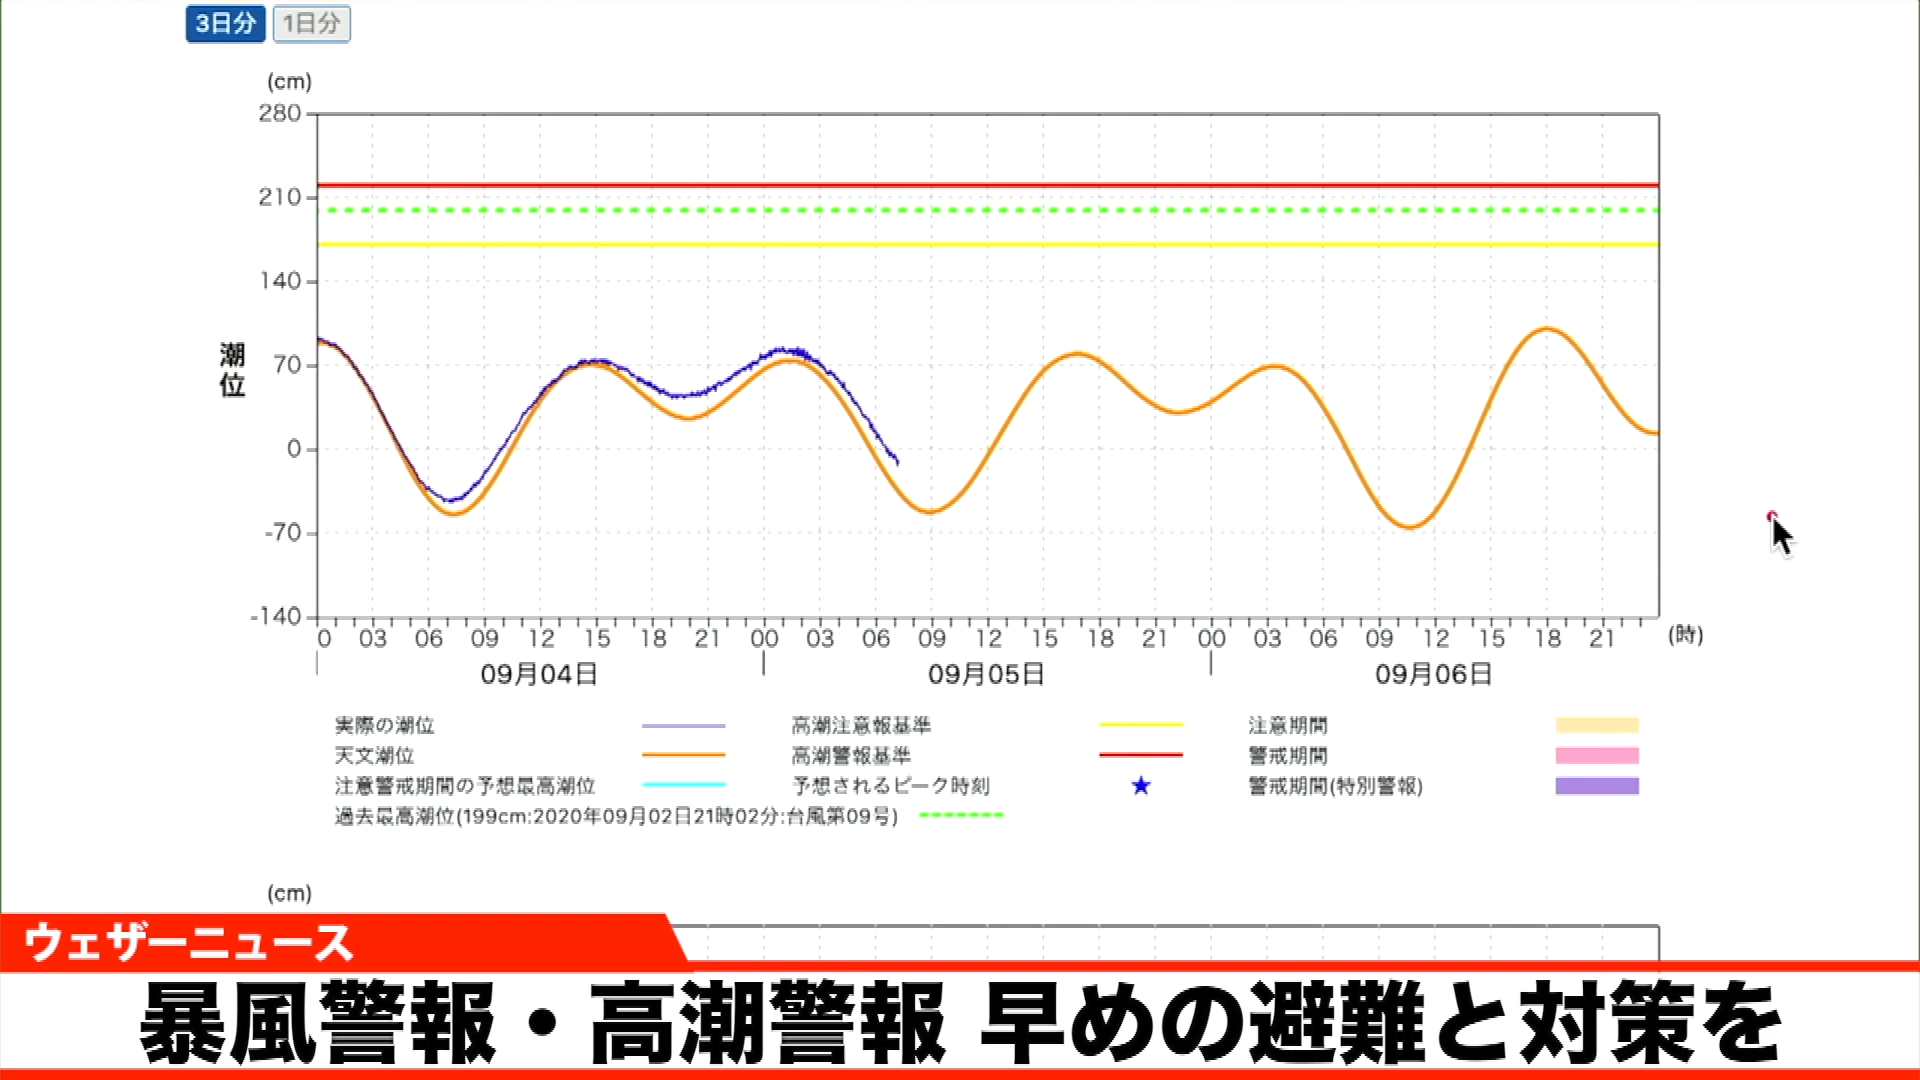 3日分 1日分
(cm)
280
210
140
70
0
-70
-140
潮位
0 03 06 09 12 15 18 21 00 03 06 09 12 15 18 21 00 03 06 09 12 15 18 21 (時)
09月04日 09月05日 09月06日
実際の潮位 高潮注意報基準 注意期間
天文潮位 高潮警報基準 警戒期間
注意警戒期間の予想最高潮位 予想されるピーク時刻 警戒期間(特別警報)
過去最高潮位(199cm:2020年09月02日21時02分:台風第09号)
(cm)
ウェザーニュース
暴風警報・高潮警報 早めの避難と対策を